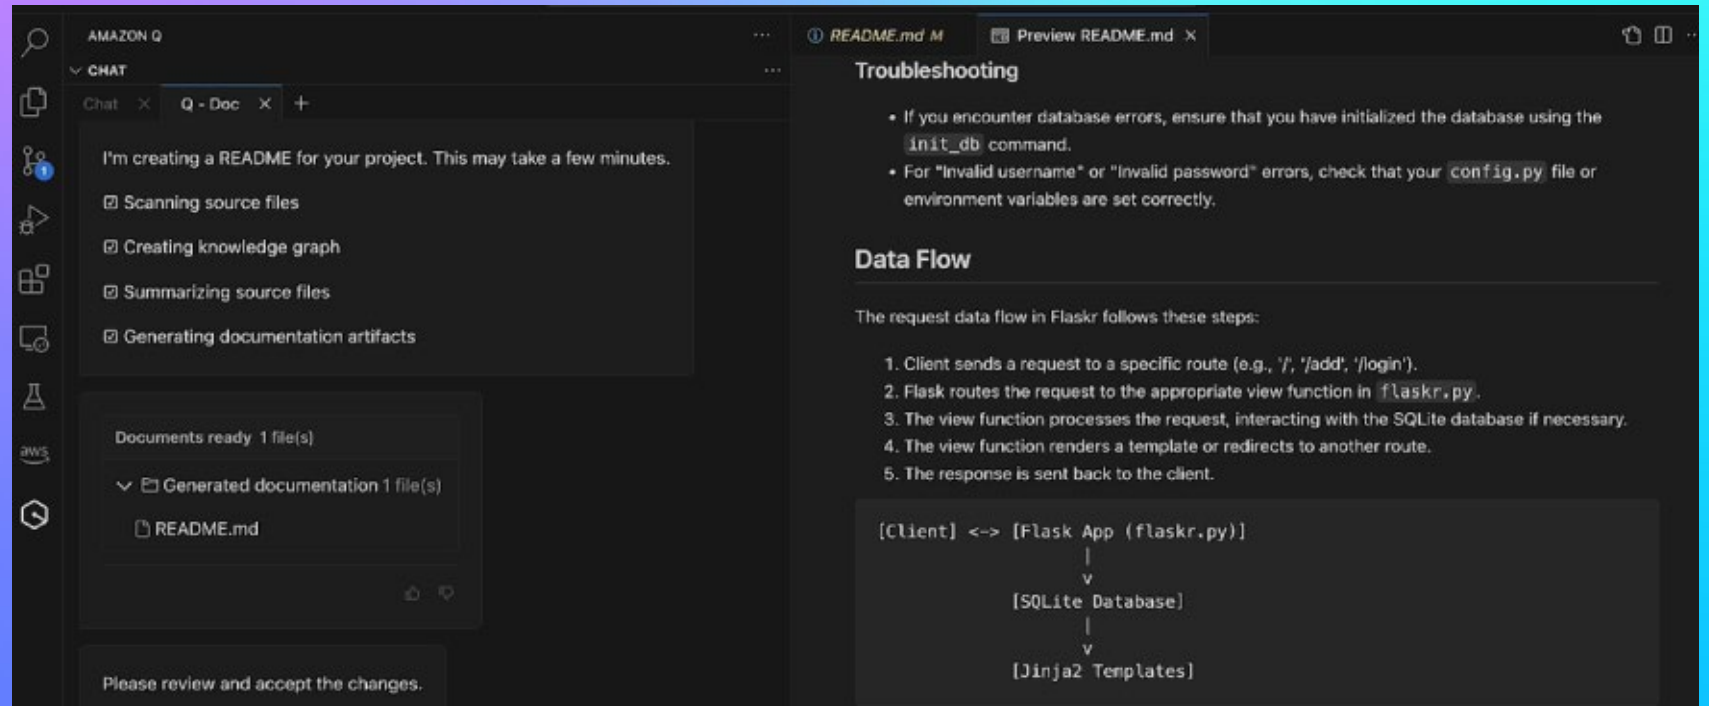 AMAZON Q
CHAT
Chat
Q - Doc
I'm creating a README for your project. This may take a few minutes.
Scanning source files
Creating knowledge graph
Summarizing source files
Generating documentation artifacts
Documents ready 1 file(s)
Generated documentation 1 file(s)
README.md
Please review and accept the changes.
1
aws
README.md M
Preview README.md
Troubleshooting
• If you encounter database errors, ensure that you have initialized the database using the
init_db command.
• For "Invalid username" or "Invalid password" errors, check that your config.py file or
environment variables are set correctly.
Data Flow
The request data flow in Flaskr follows these steps:
1. Client sends a request to a specific route (e.g., '/', '/add', '/login').
2. Flask routes the request to the appropriate view function in flaskr.py.
3. The view function processes the request, interacting with the SQLite database if necessary.
4. The view function renders a template or redirects to another route.
5. The response is sent back to the client.
[Client] <-> [Flask App (flaskr.py)]
|
v
[SQLite Database]
|
v
[Jinja2 Templates]